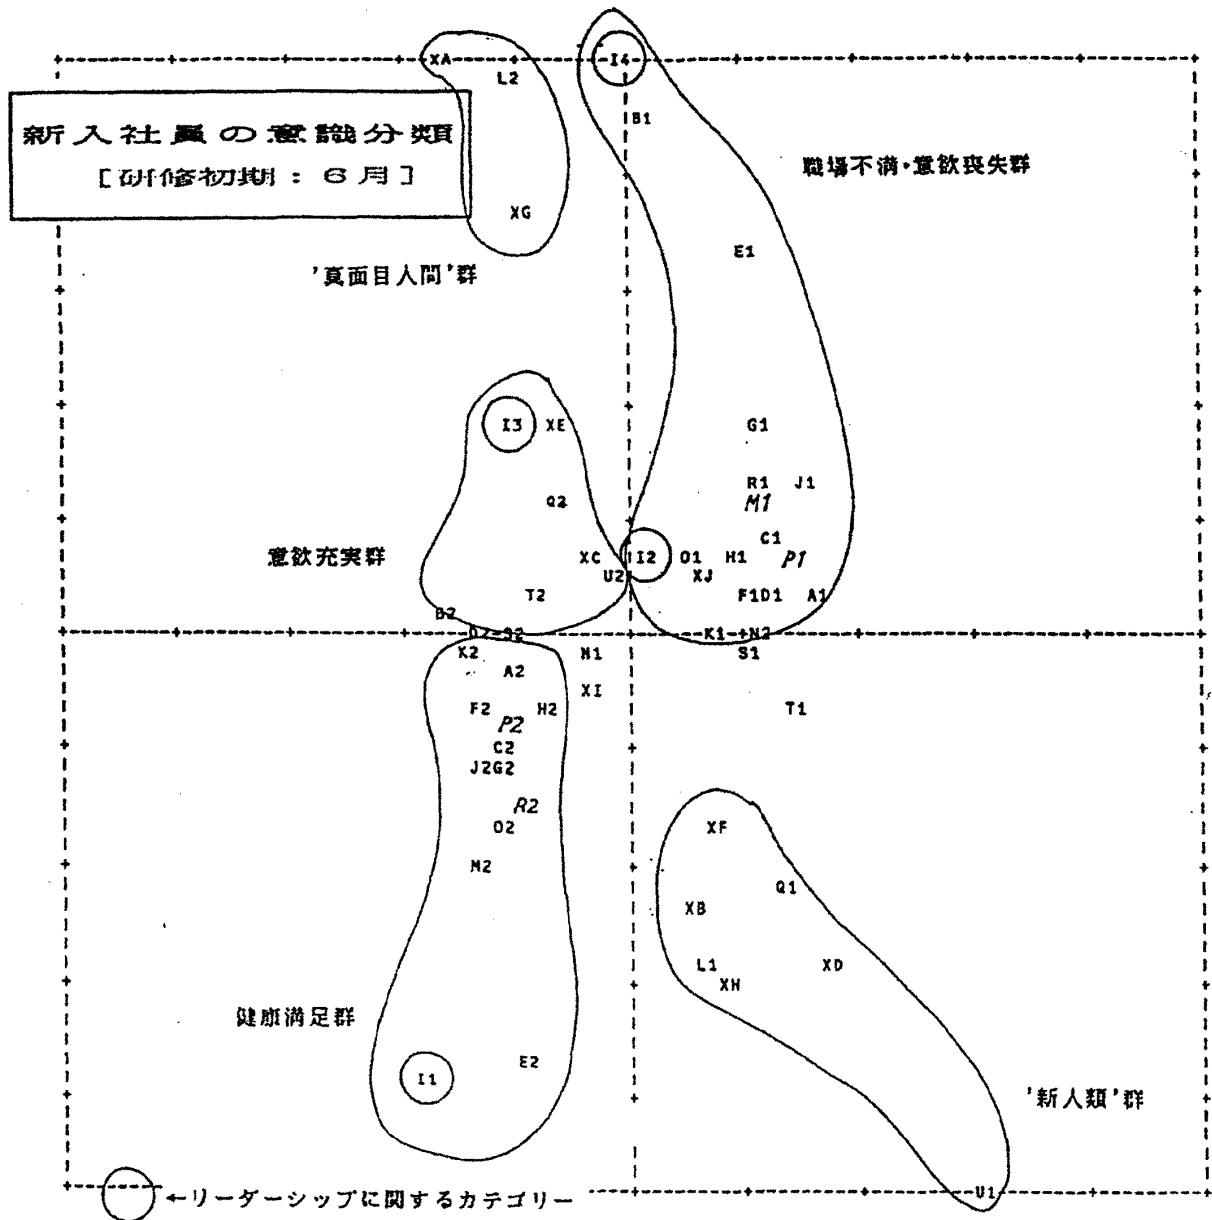 XA
L2
I4
B1
新入社員の意識分類
[研修初期：6月]
職場不満・意欲喪失群
XG
E1
'真面目人間'群
I3 XE
G1
R1 J1
Q2
M1
C1
意欲充実群
XC I2 O1 H1 P1
U2 XJ
T2 F1D1 A1
B2
D2 S2 K1 N2
K2 N1 S1
A2
XI
F2 H2 T1
P2
C2
J2G2
R2
O2 XF
M2
Q1
XB
L1 XD
XH
健康満足群
E2
I1
'新人類'群
←リーダーシップに関するカテゴリー
U1